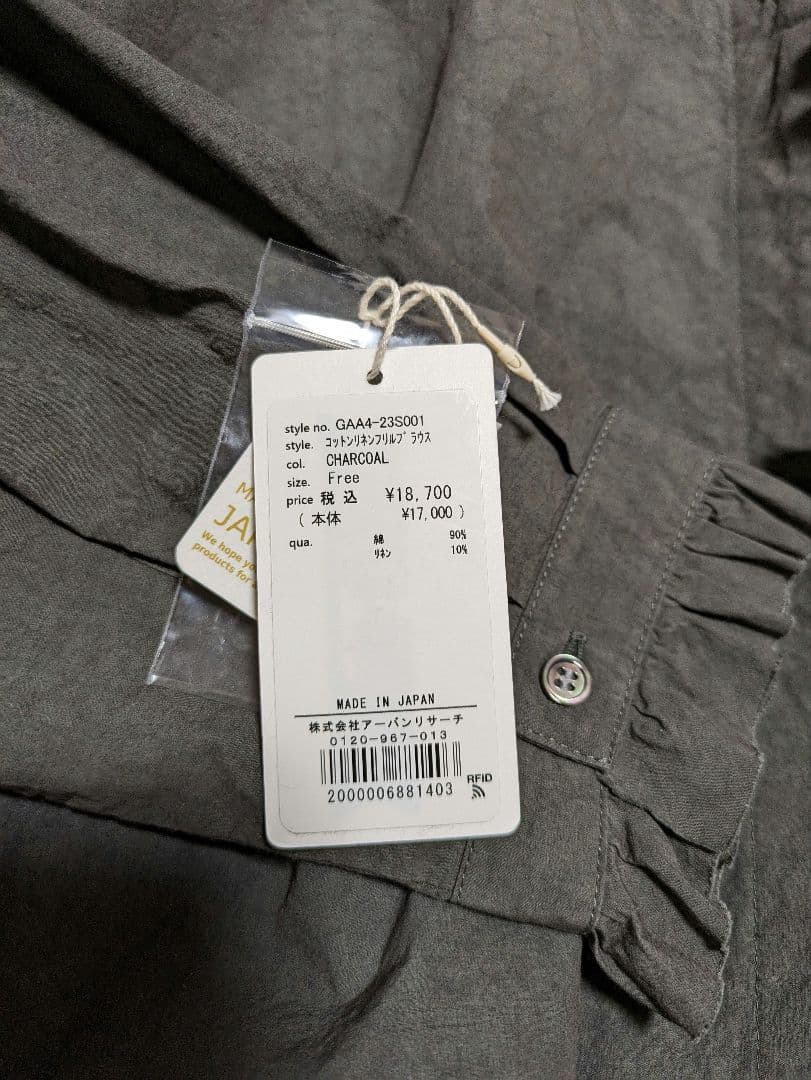 style no. GAA4-23S001
style. ｺｯﾄﾝﾘﾈﾝﾌﾘﾙﾌﾞﾗｳｽ
col. CHARCOAL
size. Free
price 税込 ¥18,700
( 本体 ¥17,000 )
qua. 綿 90%
ﾘﾈﾝ 10%
MADE IN JAPAN
株式会社アーバンリサーチ
0120-967-013
RFID
2000006881403
We hope
products for